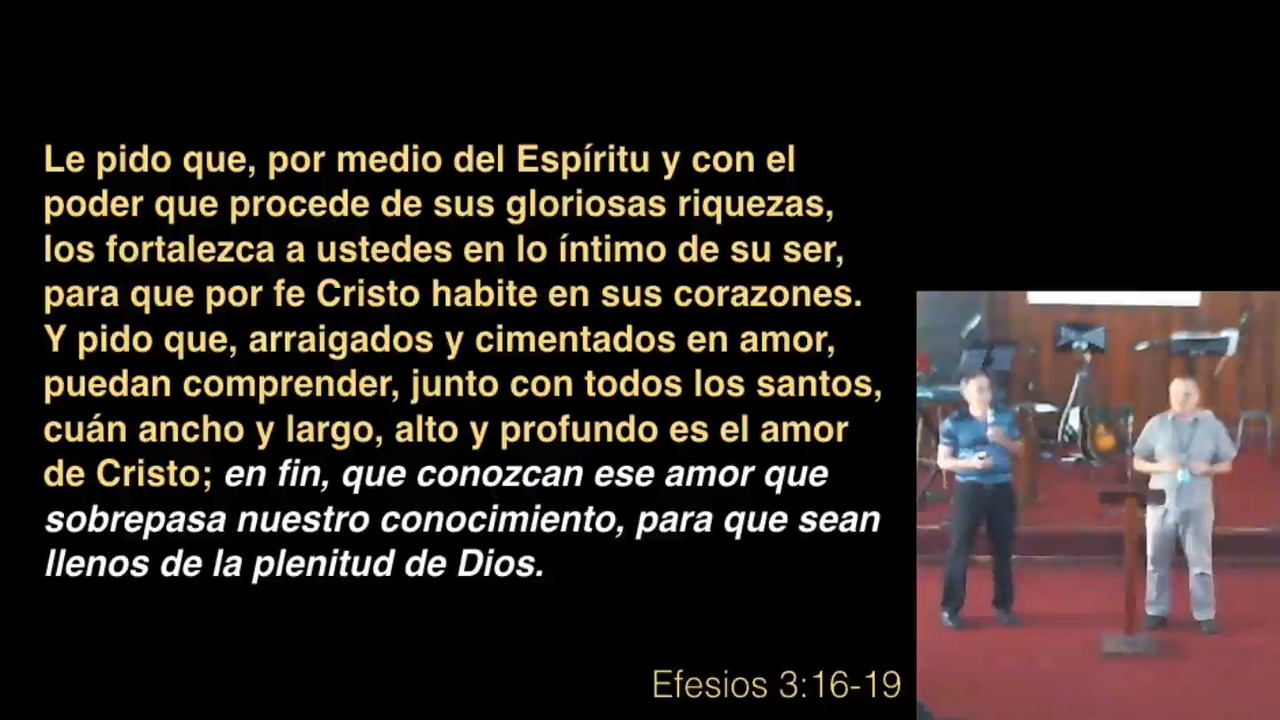 Le pido que, por medio del Espíritu y con el
poder que procede de sus gloriosas riquezas,
los fortalezca a ustedes en lo íntimo de su ser,
para que por fe Cristo habite en sus corazones.
Y pido que, arraigados y cimentados en amor,
puedan comprender, junto con todos los santos,
cuán ancho y largo, alto y profundo es el amor
de Cristo; en fin, que conozcan ese amor que
sobrepasa nuestro conocimiento, para que sean
llenos de la plenitud de Dios.
Efesios 3:16-19